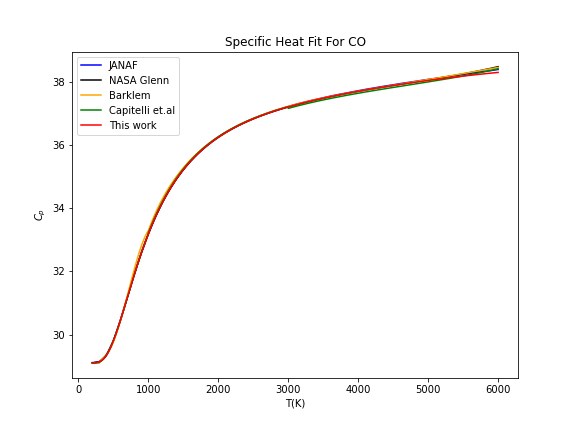 Specific Heat Fit For CO
JANAF
NASA Glenn
Barklem
Capitelli et.al
This work
38
36
34
32
30
C_p
0 1000 2000 3000 4000 5000 6000
T(K)